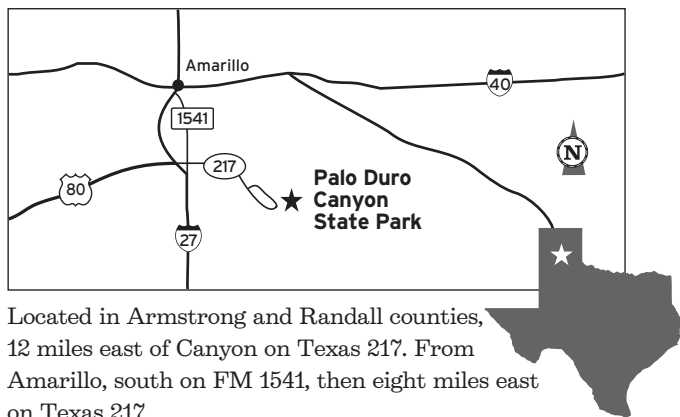 Amarillo
40
1541
N
217
80
Palo Duro
Canyon
State Park
27
Located in Armstrong and Randall counties,
12 miles east of Canyon on Texas 217. From
Amarillo, south on FM 1541, then eight miles east
on Texas 217